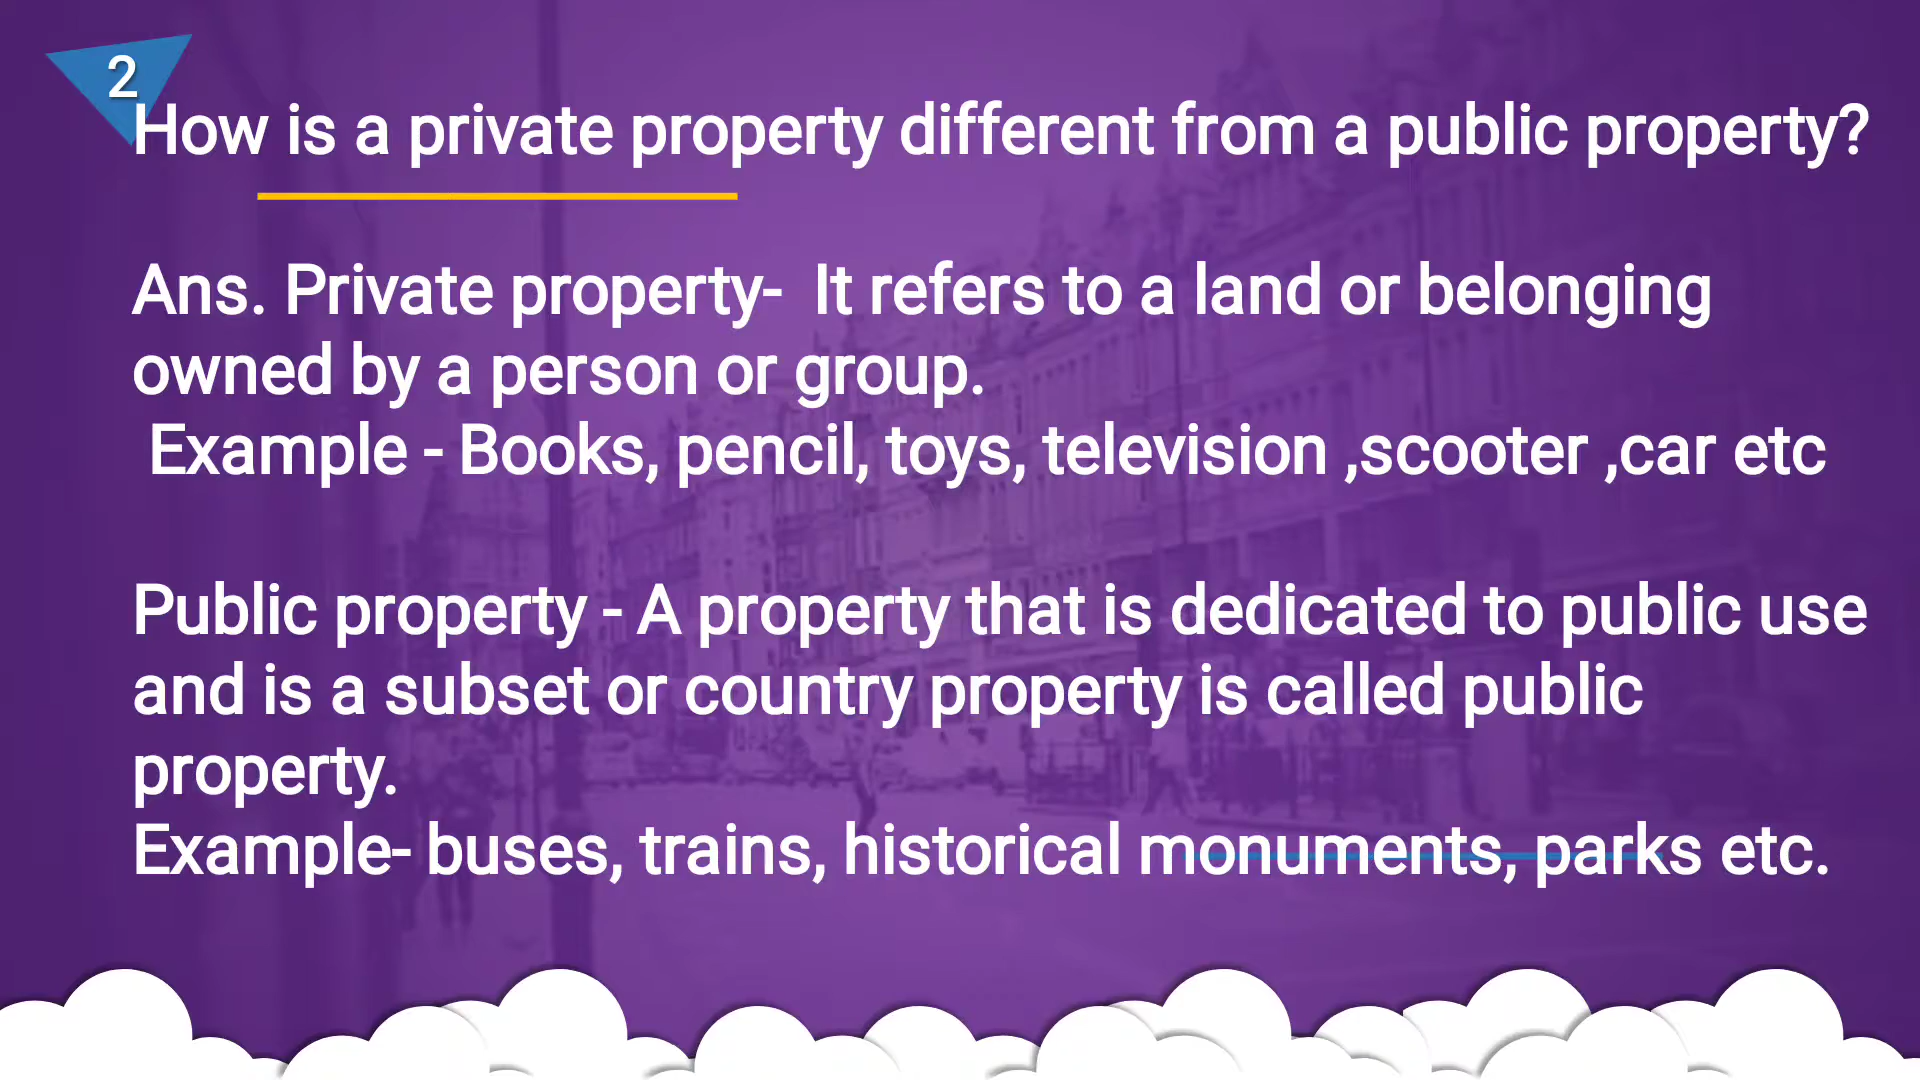 2
How is a private property different from a public property?
Ans. Private property-  It refers to a land or belonging
owned by a person or group.
Example - Books, pencil, toys, television ,scooter ,car etc
Public property - A property that is dedicated to public use
and is a subset or country property is called public
property.
Example- buses, trains, historical monuments, parks etc.